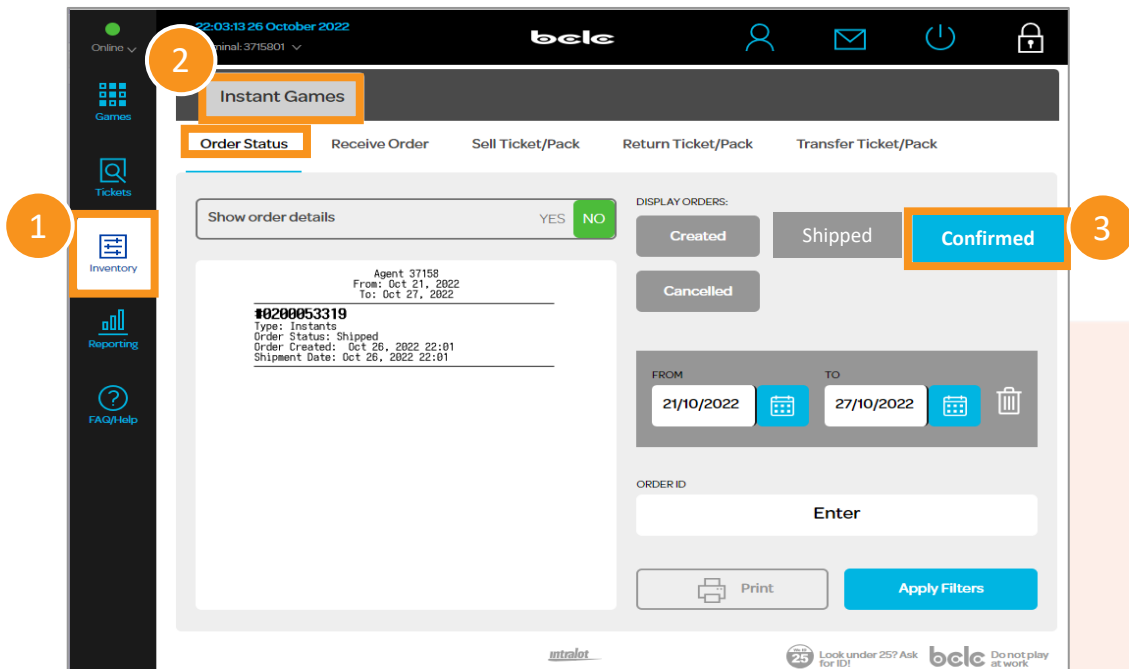 22:03:13 26 October 2022
Online
minal: 3715801
bclc
2
Instant Games
Games
Order Status
Receive Order
Sell Ticket/Pack
Return Ticket/Pack
Transfer Ticket/Pack
Tickets
1
Inventory
Show order details
YES
NO
DISPLAY ORDERS:
Created
Shipped
Confirmed
3
Cancelled
Agent 37158
From: Oct 21, 2022
To: Oct 27, 2022
#0200053319
Type: Instants
Order Status: Shipped
Order Created: Oct 26, 2022 22:01
Shipment Date: Oct 26, 2022 22:01
Reporting
FAQ/Help
FROM
TO
21/10/2022
27/10/2022
ORDER ID
Enter
Print
Apply Filters
intralot
25
Look under 25? Ask
for ID!
bclc
Do not play
at work